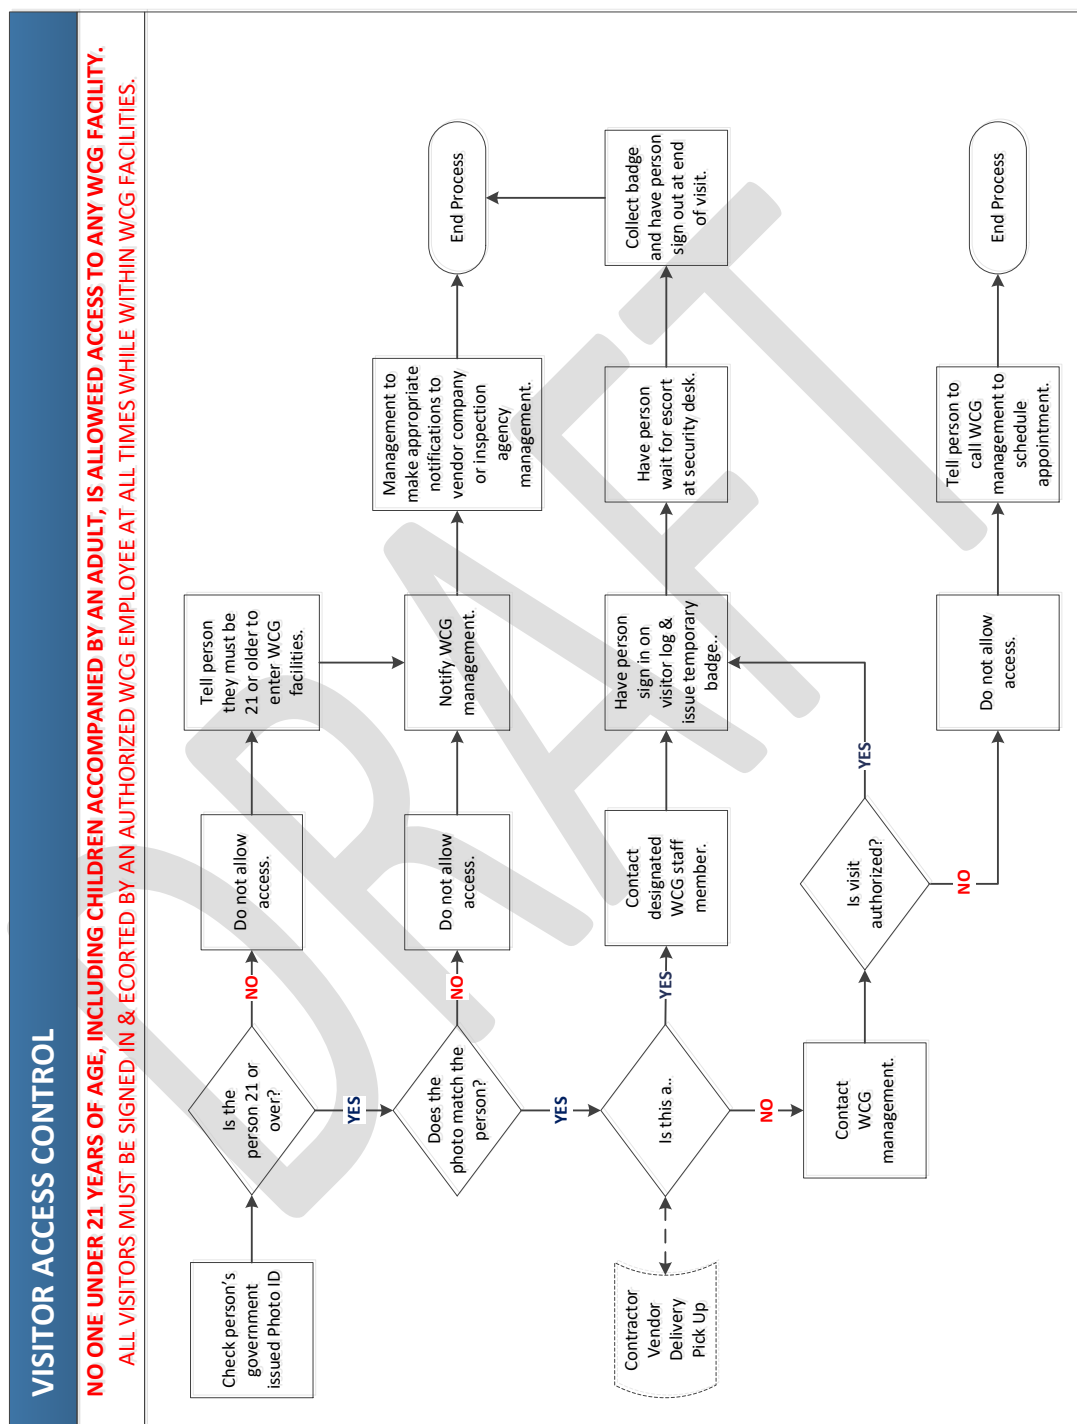 VISITOR ACCESS CONTROL
NO ONE UNDER 21 YEARS OF AGE, INCLUDING CHILDREN ACCOMPANIED BY AN ADULT, IS ALLOWEED ACCESS TO ANY WCG FACILITY.
ALL VISITORS MUST BE SIGNED IN & ECORTED BY AN AUTHORIZED WCG EMPLOYEE AT ALL TIMES WHILE WITHIN WCG FACILITIES.
DRAFT
Check person's
government
issued Photo ID
Is the
person 21 or
over?
NO
Do not allow
access.
Tell person
they must be
21 or older to
enter WCG
facilities.
YES
Does the
photo match the
person?
NO
Do not allow
access.
Notify WCG
management.
Management to
make appropriate
notifications to
vendor company
or inspection
agency
management.
End Process
YES
Contractor
Vendor
Delivery
Pick Up
Is this a..
YES
Contact
designated
WCG staff
member.
Have person
sign in on
visitor log &
issue temporary
badge..
Have person
wait for escort
at security desk.
Collect badge
and have person
sign out at end
of visit.
NO
Contact
WCG
management.
Is visit
authorized?
YES
NO
Do not allow
access.
Tell person to
call WCG
management to
schedule
appointment.
End Process